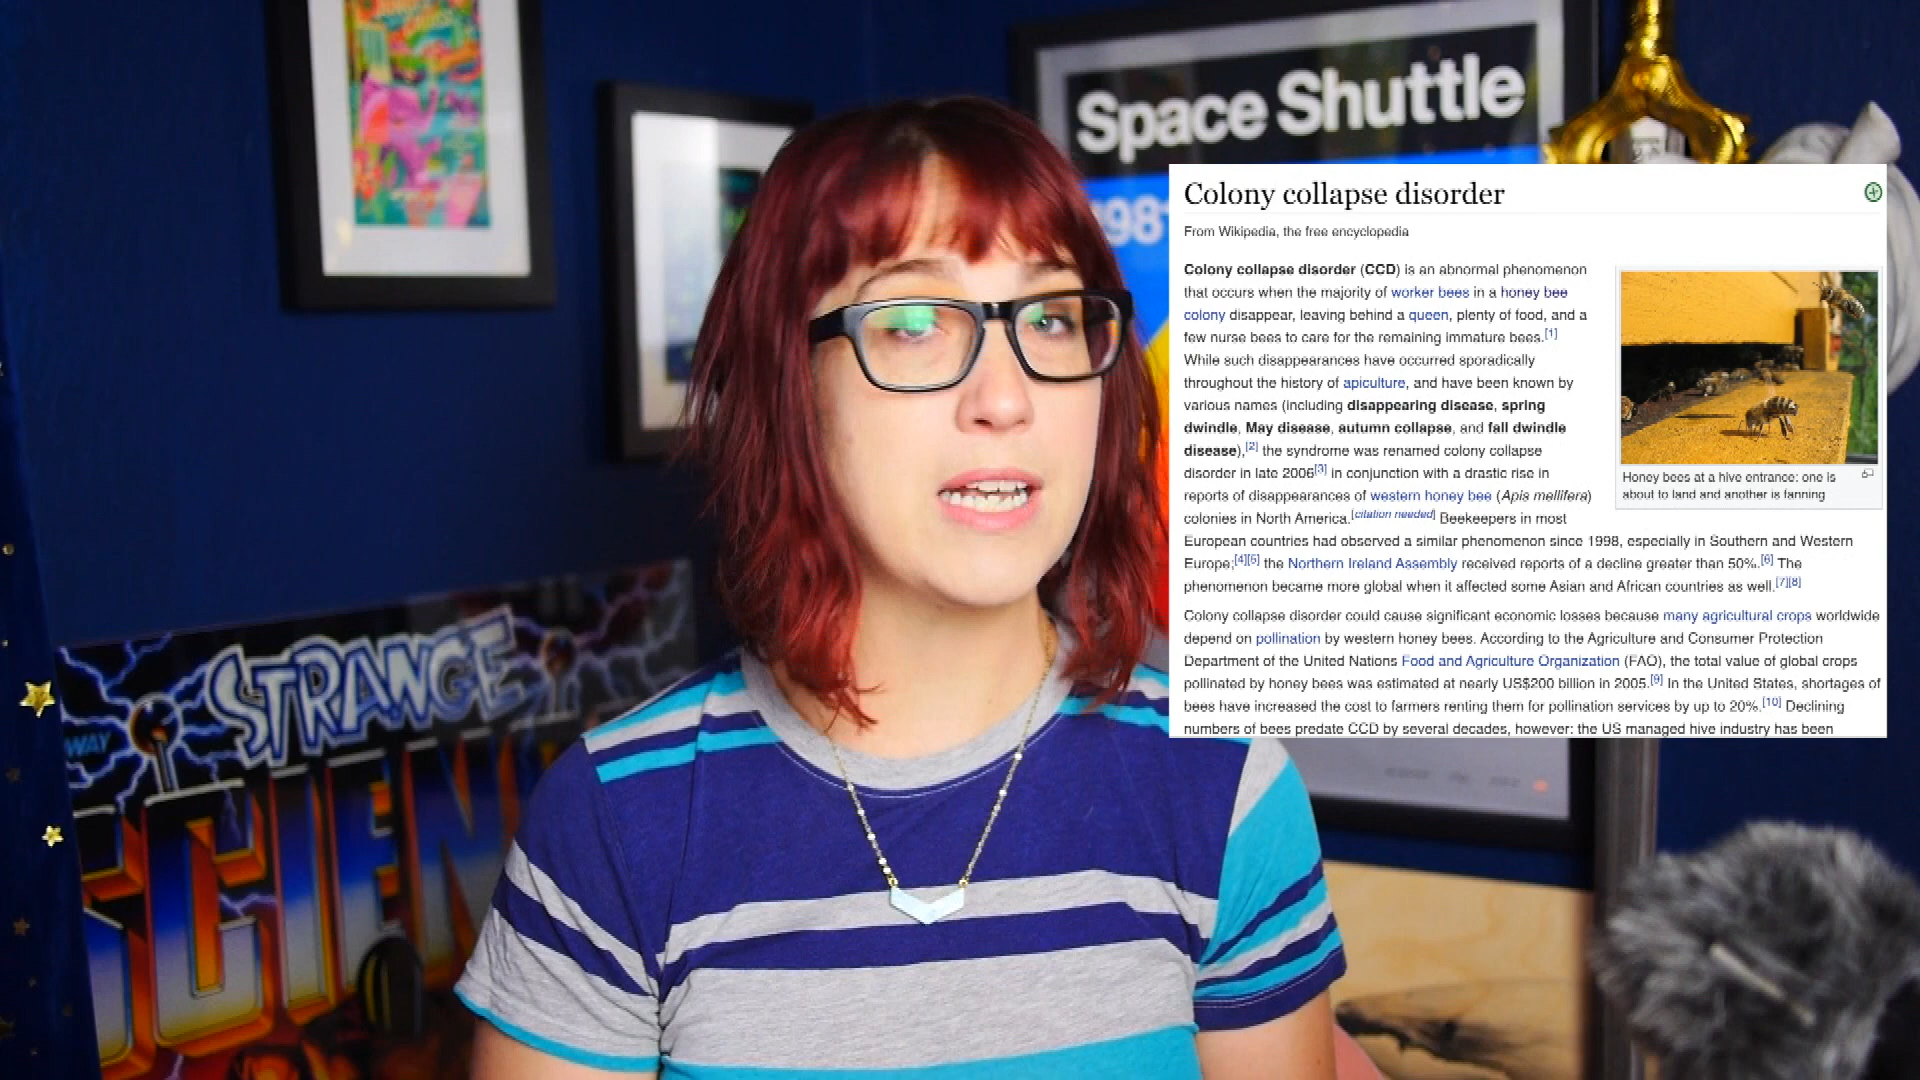 Space Shuttle
1981
Colony collapse disorder
From Wikipedia, the free encyclopedia
Colony collapse disorder (CCD) is an abnormal phenomenon
that occurs when the majority of worker bees in a honey bee
colony disappear, leaving behind a queen, plenty of food, and a
few nurse bees to care for the remaining immature bees.[1]
While such disappearances have occurred sporadically
throughout the history of apiculture, and have been known by
various names (including disappearing disease, spring
dwindle, May disease, autumn collapse, and fall dwindle
disease),[2] the syndrome was renamed colony collapse
disorder in late 2006[3] in conjunction with a drastic rise in
reports of disappearances of western honey bee (Apis mellifera)
colonies in North America.[citation needed] Beekeepers in most
European countries had observed a similar phenomenon since 1998, especially in Southern and Western
Europe;[4][5] the Northern Ireland Assembly received reports of a decline greater than 50%.[6] The
phenomenon became more global when it affected some Asian and African countries as well.[7][8]
Honey bees at a hive entrance: one is
about to land and another is fanning
Colony collapse disorder could cause significant economic losses because many agricultural crops worldwide
depend on pollination by western honey bees. According to the Agriculture and Consumer Protection
Department of the United Nations Food and Agriculture Organization (FAO), the total value of global crops
pollinated by honey bees was estimated at nearly US$200 billion in 2005.[9] In the United States, shortages of
bees have increased the cost to farmers renting them for pollination services by up to 20%.[10] Declining
numbers of bees predate CCD by several decades, however: the US managed hive industry has been
STRANGE
WAY
SCIEN